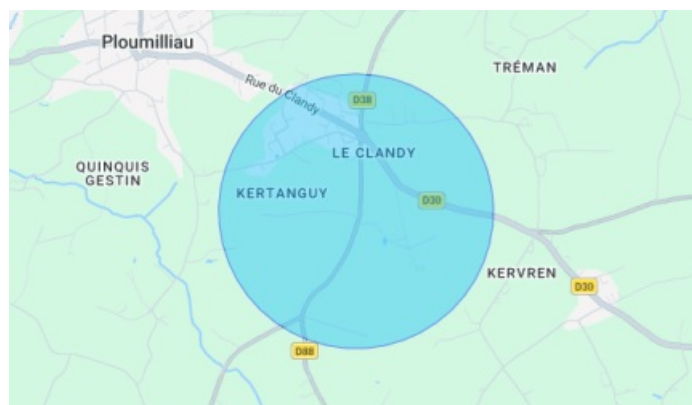 Ploumilliau
TRÉMAN
Rue du Clandy
D38
LE CLANDY
QUINQUIS
GESTIN
KERTANGUY
D30
KERVREN
D30
D88